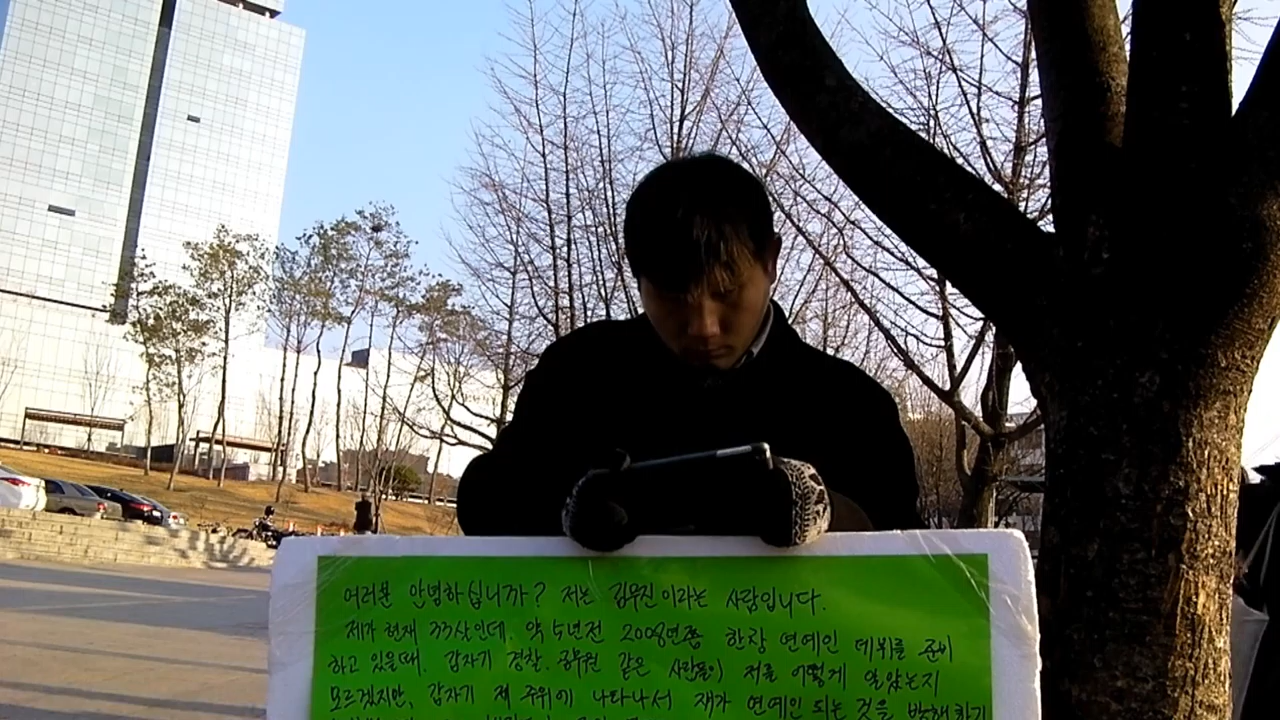 여러분 안녕하십니까? 저는 김무진이라는 사람입니다.
제가 현재 33살인데. 약 5년전 2008년쯤 한창 연예인 데뷔를 준비
하고 있을때. 갑자기 경찰. 공무원 같은 사람들이 저를 어떻게 알았는지
모르겠지만, 갑자기 제 주위에 나타나서 제가 연예인 되는 것을 방해하기